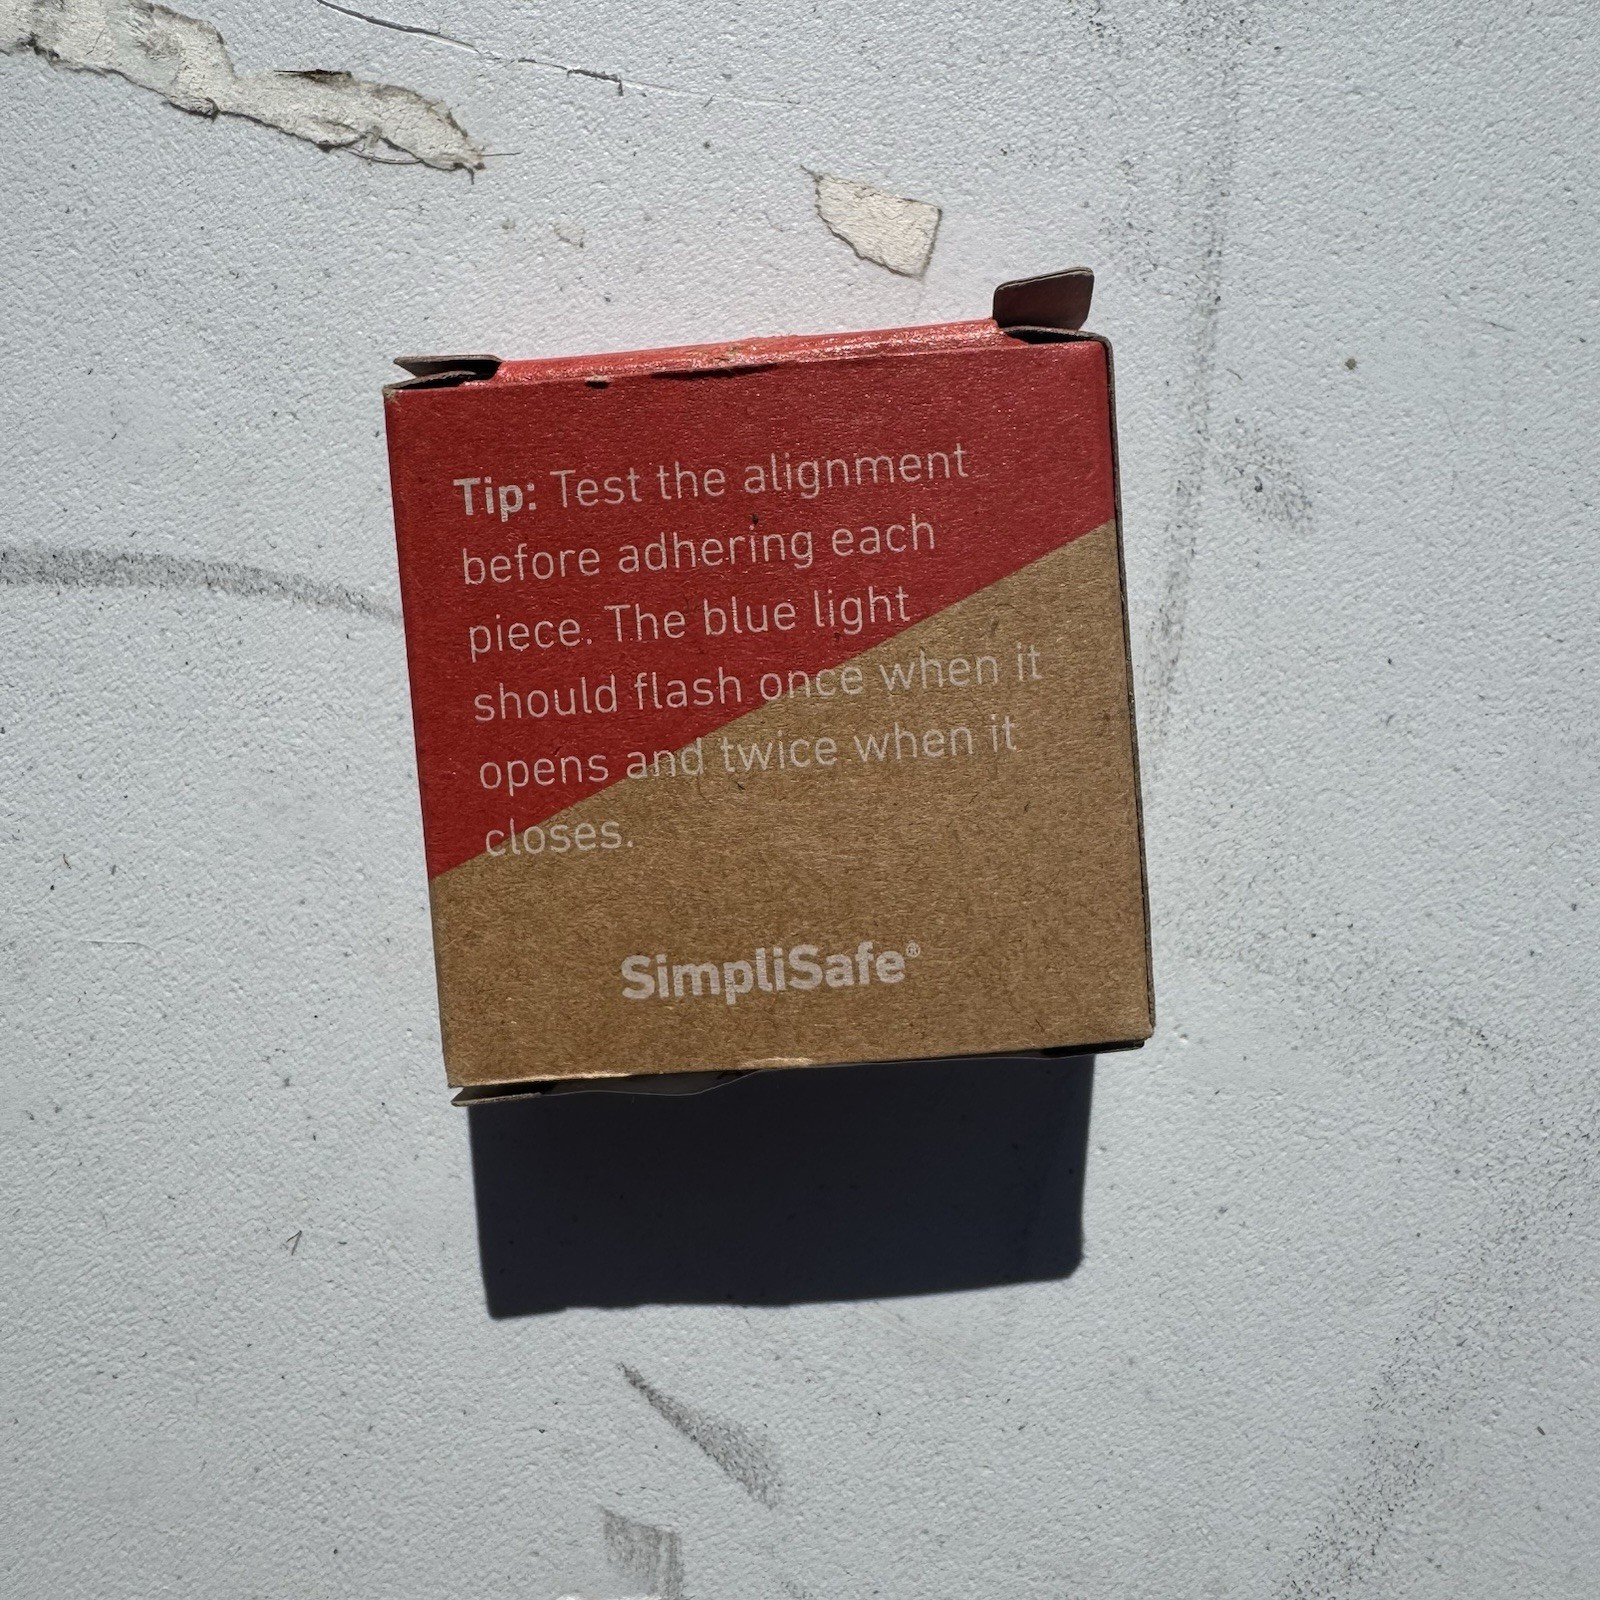 Tip: Test the alignment
before adhering each
piece. The blue light
should flash once when it
opens and twice when it
closes.
SimpliSafe®